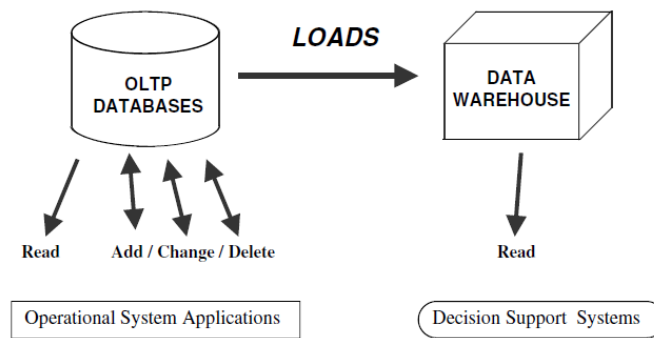 LOADS
OLTP
DATABASES
DATA
WAREHOUSE
Read
Add / Change / Delete
Read
Operational System Applications
Decision Support Systems